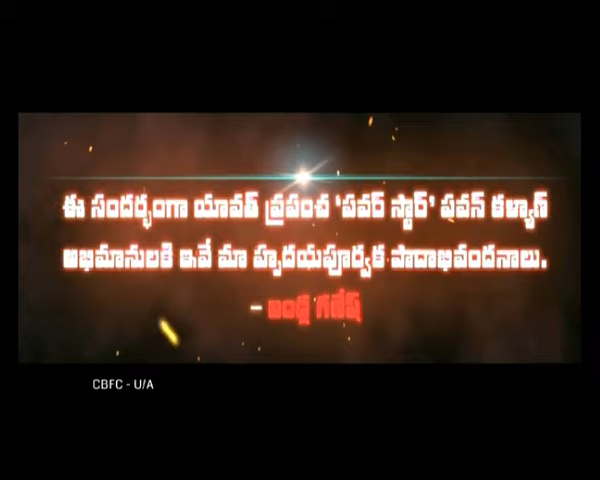 ఈ సందర్భంగా యావత్ ప్రపంచ 'పవర్ స్టార్' పవన్ కళ్యాణ్
అభిమానులకి ఇవే మా హృదయపూర్వక పాదాభివందనాలు.
- బండ్ల గణేష్
CBFC - U/A